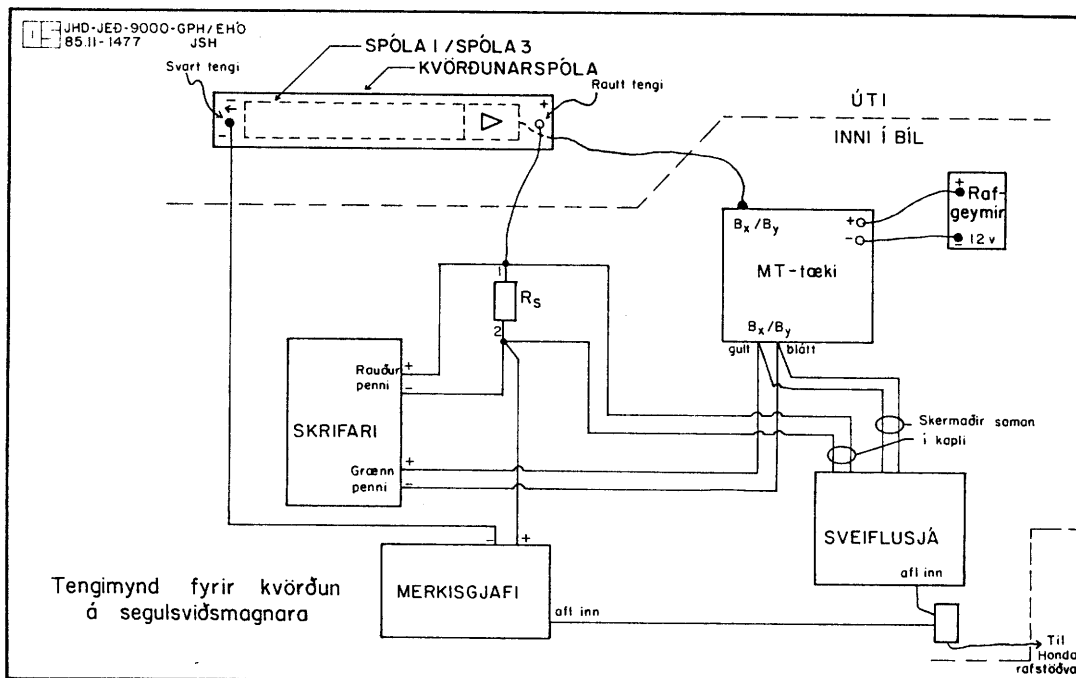 JHD-JEÐ-9000-GPH/EHÓ
85.11-1477 JSH
SPÓLA 1/SPÓLA 3
KVÖRÐUNARSPÓLA
Svart tengi
Rautt tengi
ÚTI
INNI Í BÍL
+
-
-
Bx/By
+
-
MT-tæki
Bx/By
gult
blátt
+
Raf-
geymir
12 v
-
1
Rs
2
Rauður
penni
+
-
SKRIFARI
Grænn
penni
+
-
Skermaðir saman
í kapli
SVEIFLUSJÁ
afl inn
-
+
MERKISGJAFI
afl inn
Tengimynd fyrir kvörðun
á segulsviðsmagnara
Til
Honda
rafstöðvar